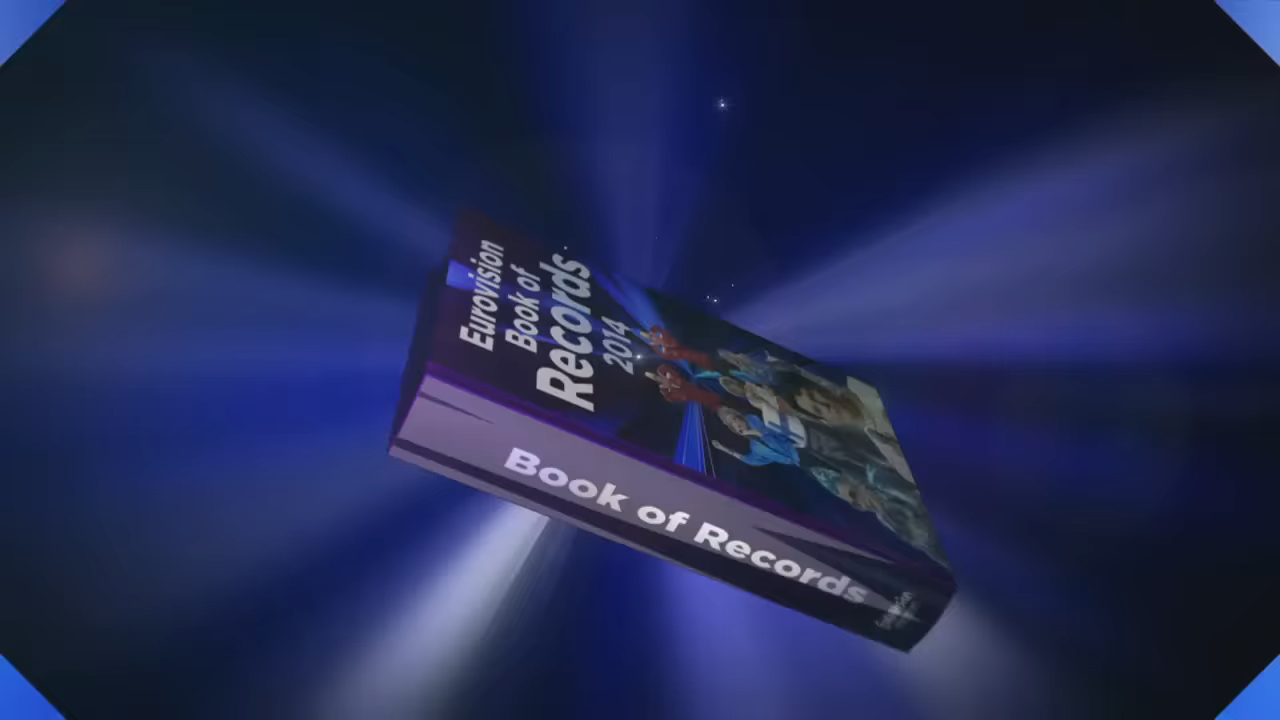 Eurovision
Book of
Records
2014
Book of Records